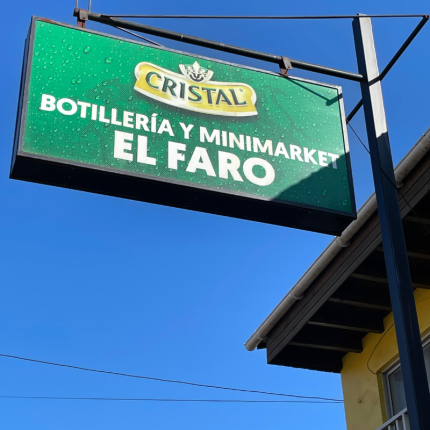 CRISTAL
BOTILLERÍA Y MINIMARKET
EL FARO